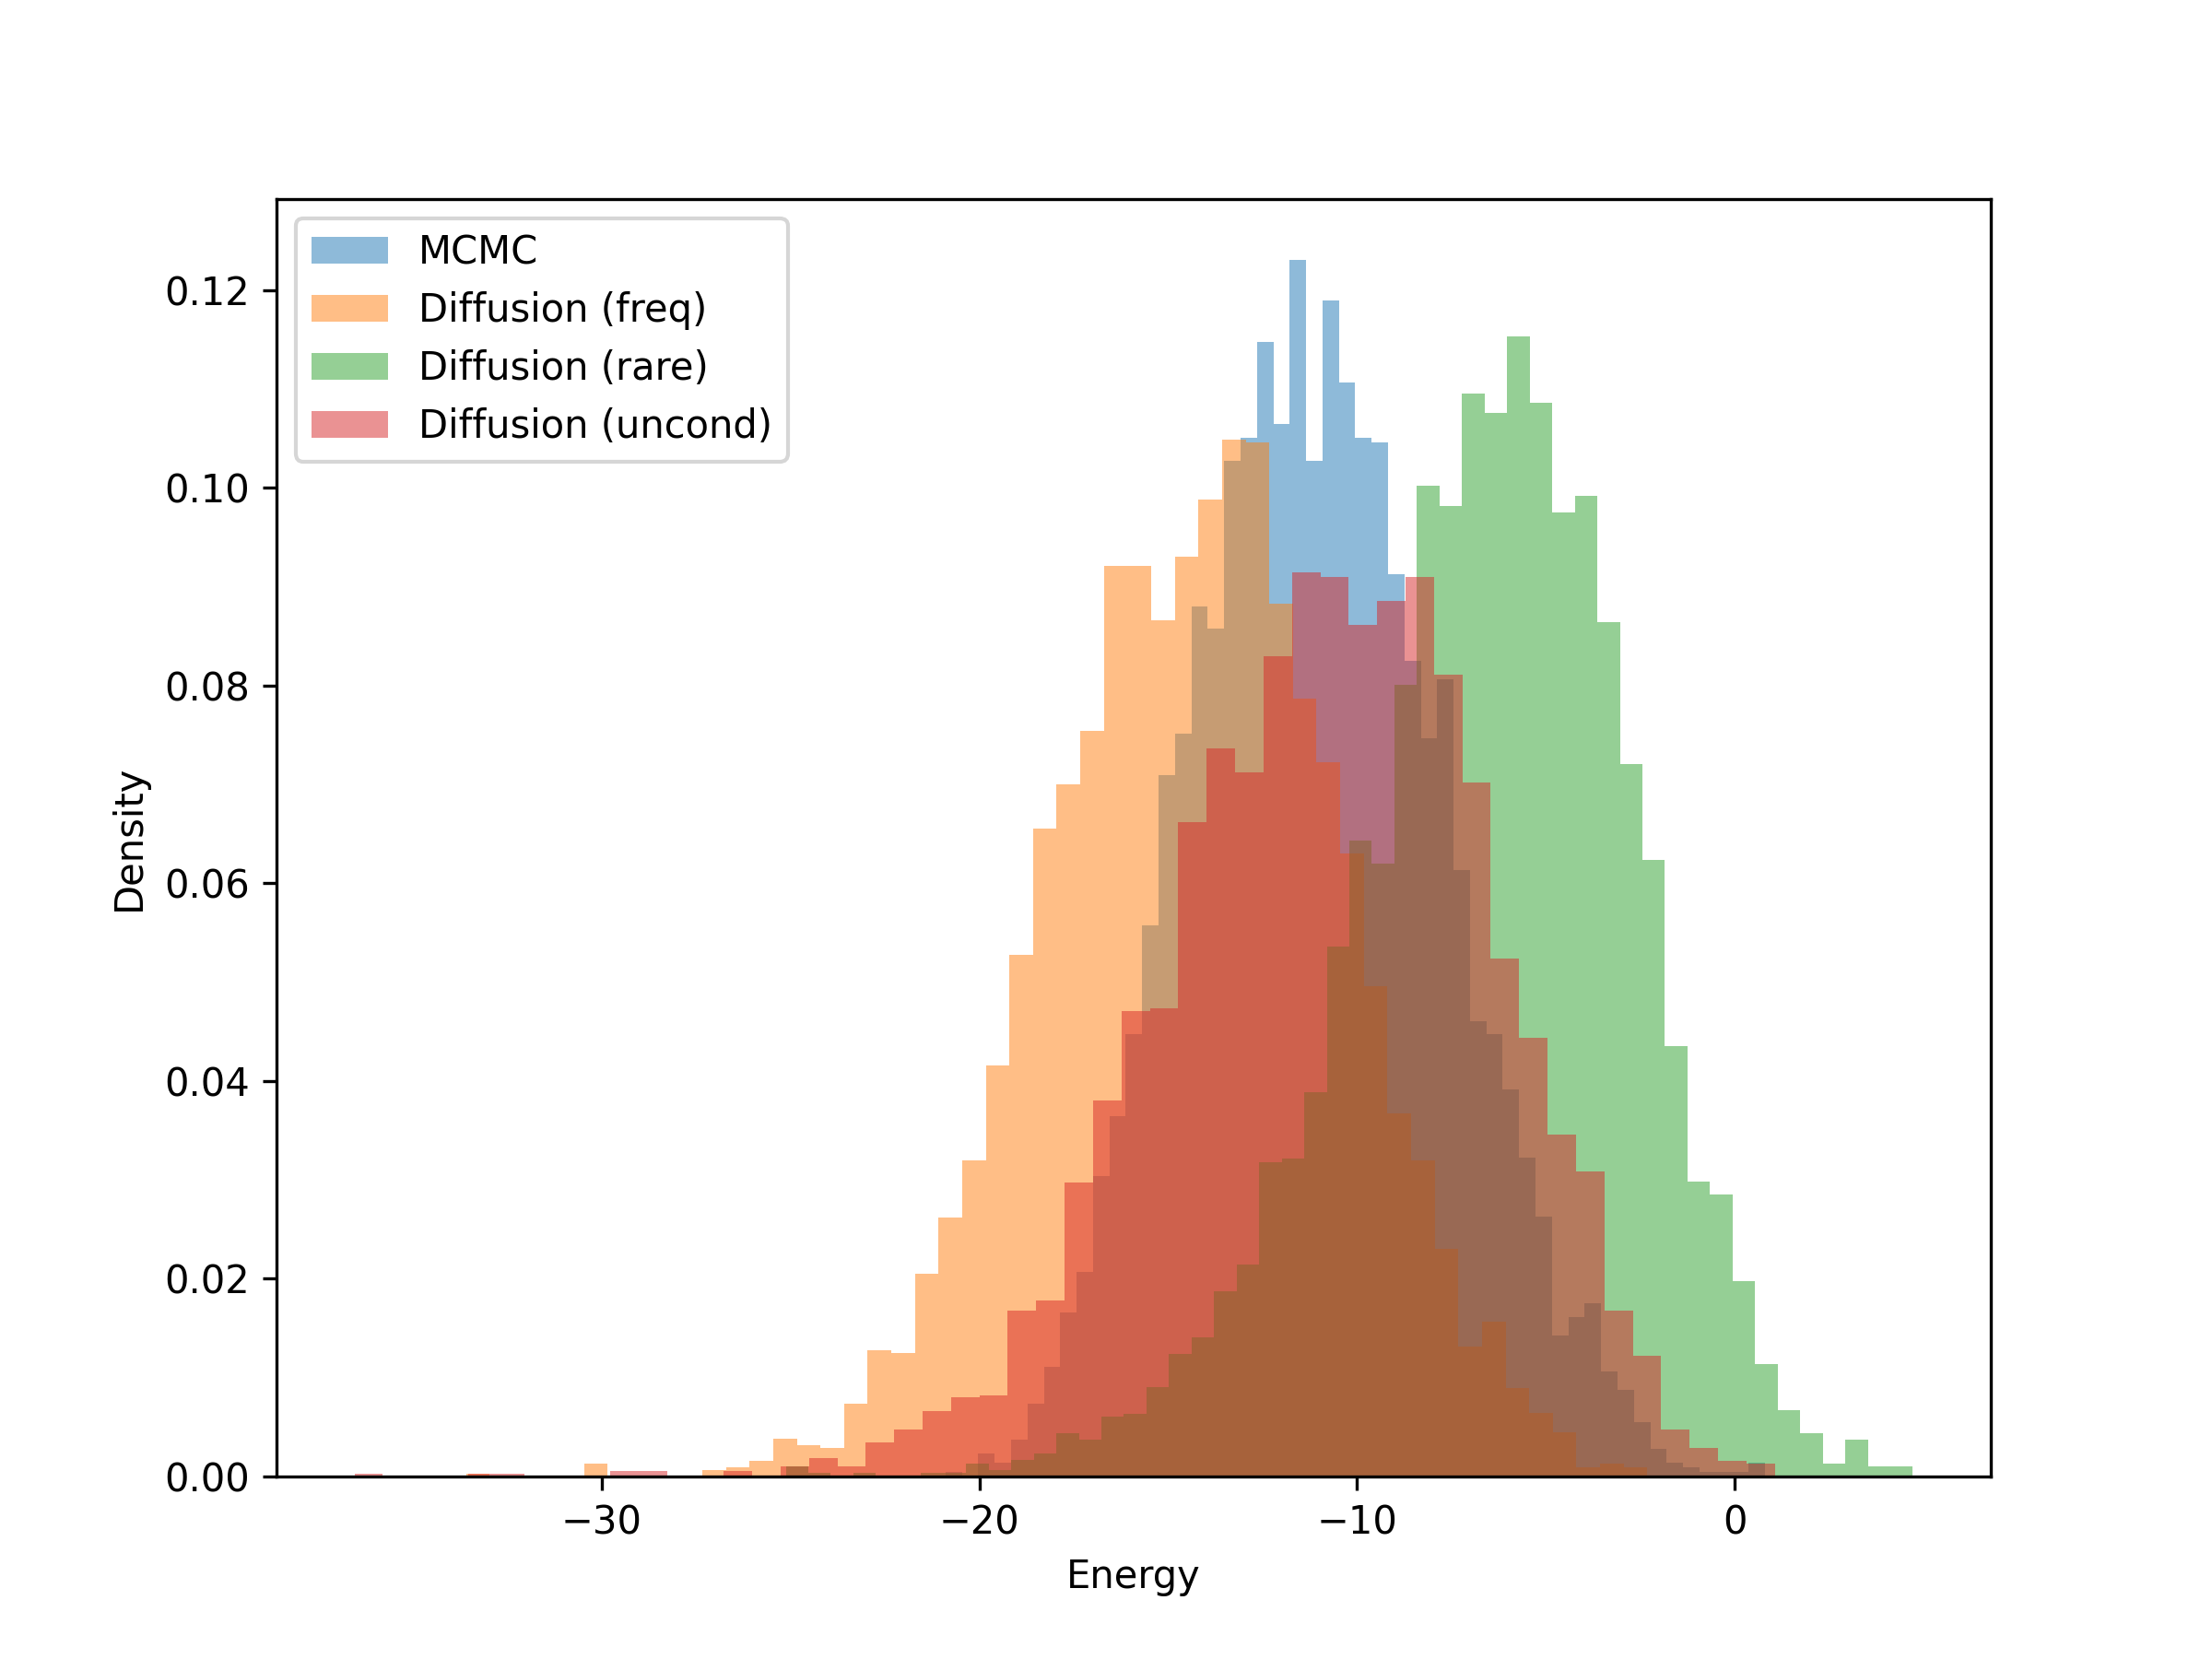 MCMC
Diffusion (freq)
Diffusion (rare)
Diffusion (uncond)
0.12
0.10
0.08
0.06
0.04
0.02
0.00
Density
−30 −20 −10 0
Energy